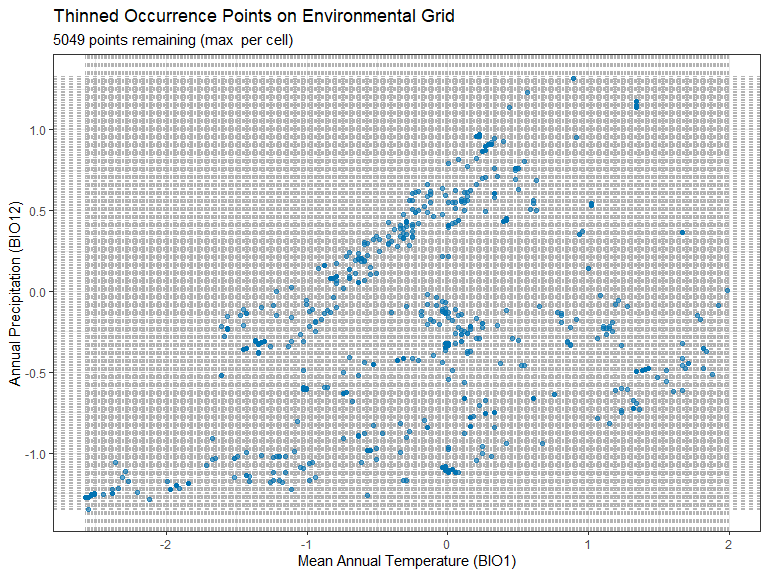 Thinned Occurrence Points on Environmental Grid
5049 points remaining (max  per cell)
Annual Precipitation (BIO12)
1.0
0.5
0.0
-0.5
-1.0
-2
-1
0
1
2
Mean Annual Temperature (BIO1)